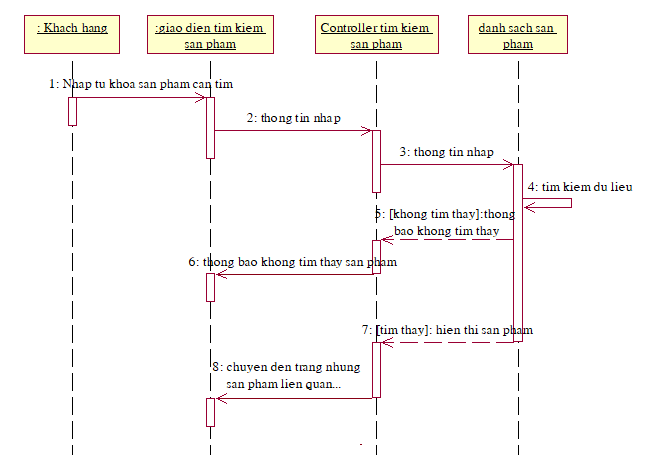 : Khach hang
:giao dien tim kiem
san pham
Controller tim kiem
san pham
danh sach san
pham
1: Nhap tu khoa san pham can tim
2: thong tin nhap
3: thong tin nhap
4: tim kiem du lieu
5: [khong tim thay]:thong
bao khong tim thay
6: thong bao khong tim thay san pham
7: [tim thay]: hien thi san pham
8: chuyen den trang nhung
san pham lien quan...